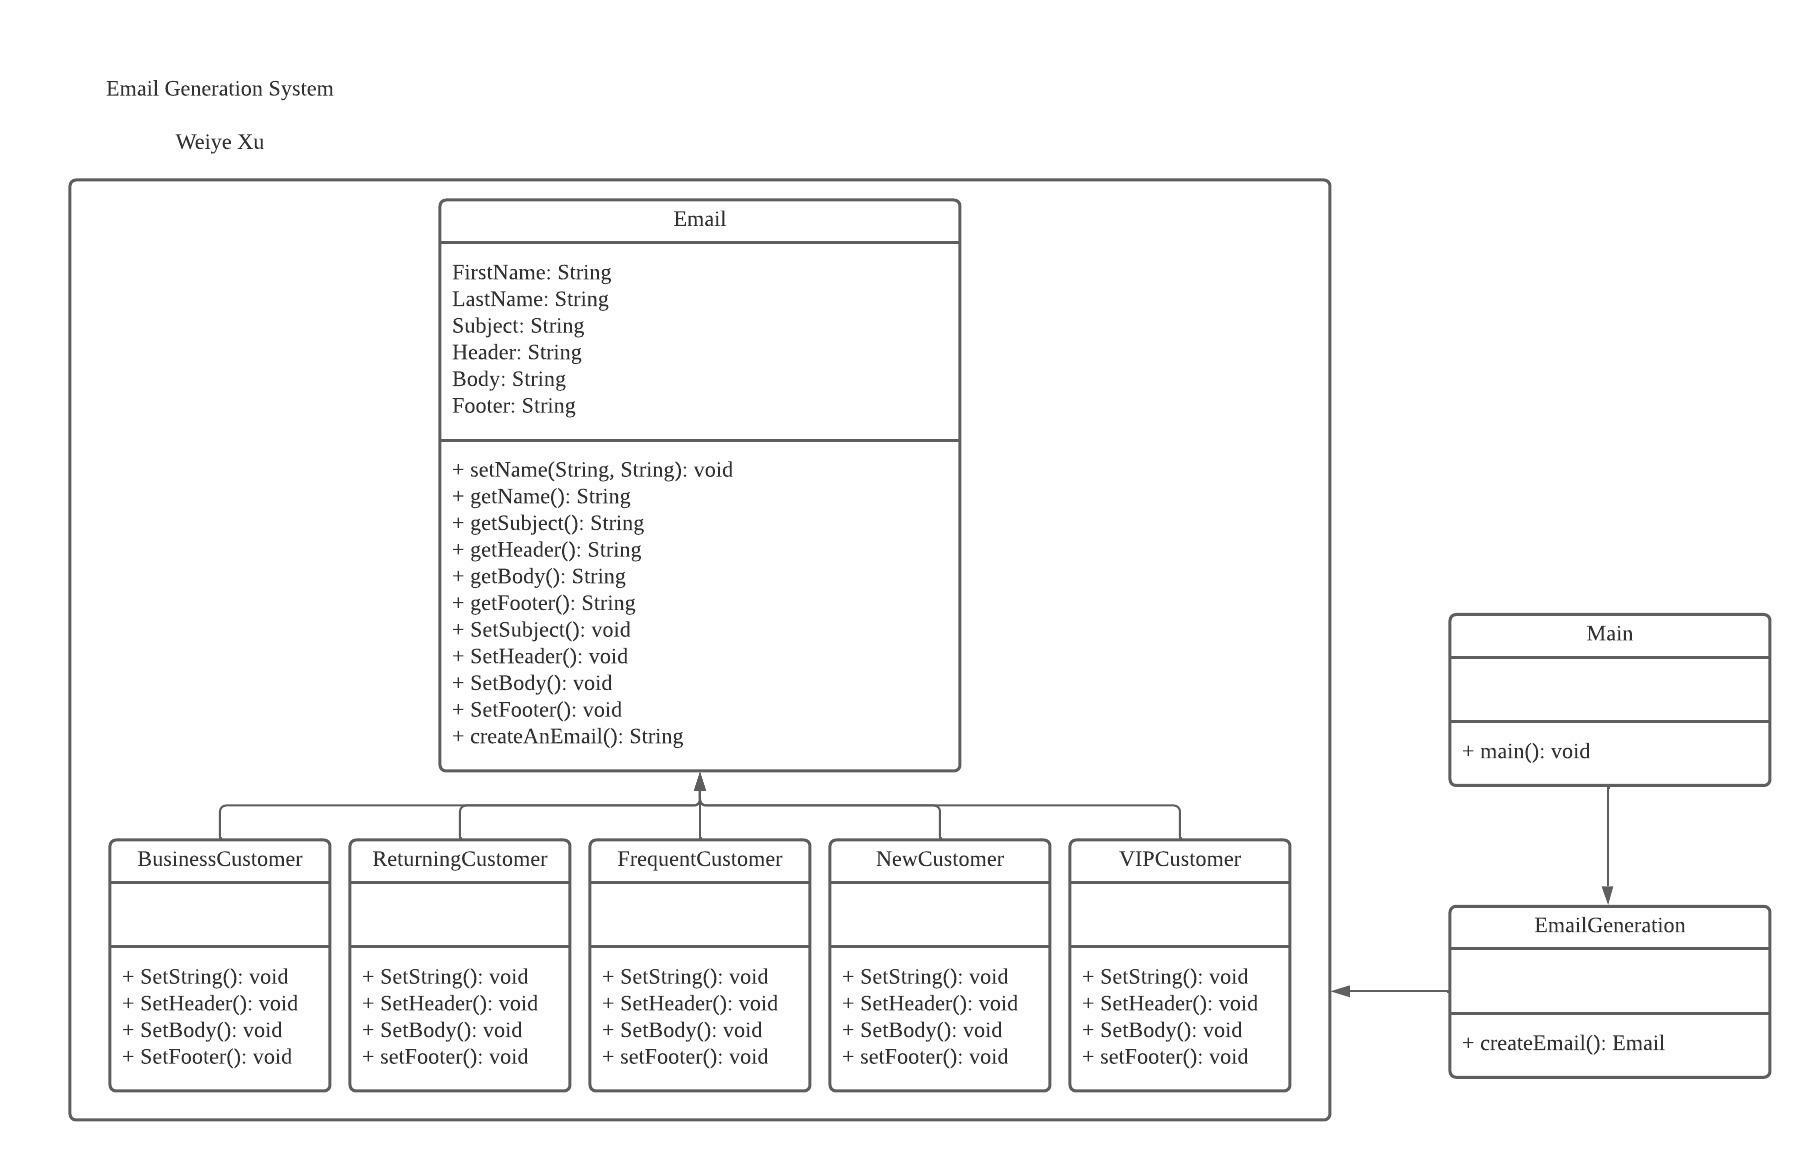 Email Generation System
Weiye Xu
Email
FirstName: String
LastName: String
Subject: String
Header: String
Body: String
Footer: String
+ setName(String, String): void
+ getName(): String
+ getSubject(): String
+ getHeader(): String
+ getBody(): String
+ getFooter(): String
+ SetSubject(): void
+ SetHeader(): void
+ SetBody(): void
+ SetFooter(): void
+ createAnEmail(): String
BusinessCustomer
+ SetString(): void
+ SetHeader(): void
+ SetBody(): void
+ SetFooter(): void
ReturningCustomer
+ SetString(): void
+ SetHeader(): void
+ SetBody(): void
+ setFooter(): void
FrequentCustomer
+ SetString(): void
+ SetHeader(): void
+ SetBody(): void
+ setFooter(): void
NewCustomer
+ SetString(): void
+ SetHeader(): void
+ SetBody(): void
+ setFooter(): void
VIPCustomer
+ SetString(): void
+ SetHeader(): void
+ SetBody(): void
+ setFooter(): void
Main
+ main(): void
EmailGeneration
+ createEmail(): Email